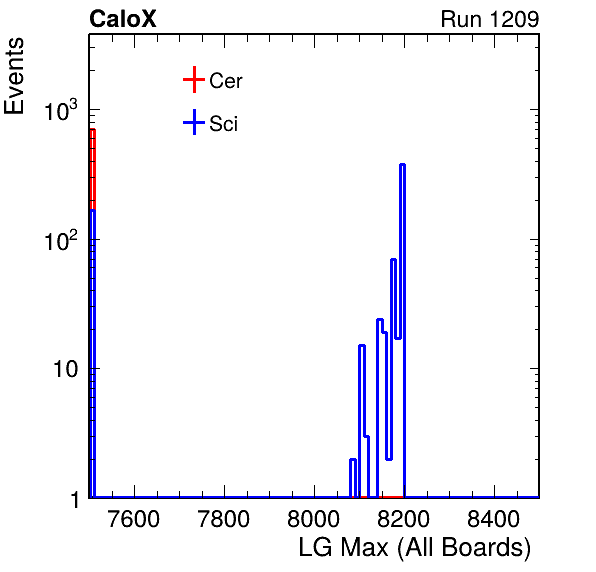 CaloX Run 1209
Events
Cer
Sci
10³
10²
10
1
7600 7800 8000 8200 8400
LG Max (All Boards)